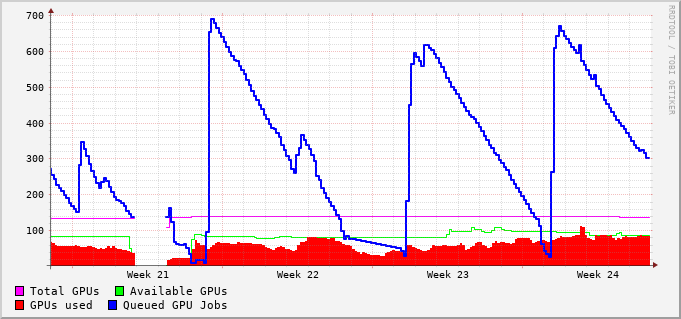 700
600
500
400
300
200
100
Week 21 Week 22 Week 23 Week 24
Total GPUs Available GPUs
GPUs used Queued GPU Jobs
RRDTOOL / TOBI OETIKER